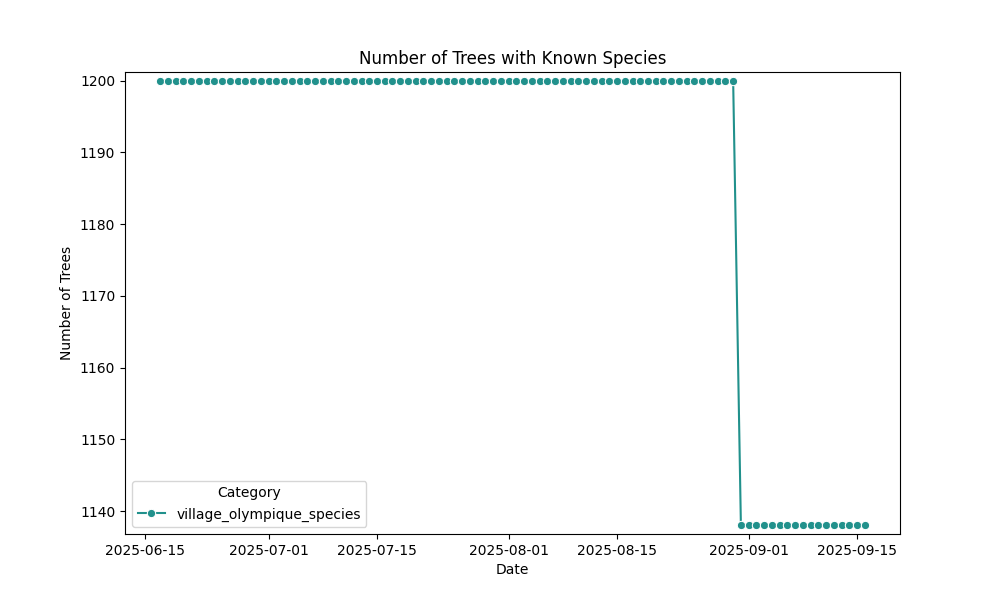 Number of Trees with Known Species
1200
1190
1180
1170
1160
1150
1140
Number of Trees
Category
village_olympique_species
2025-06-15
2025-07-01
2025-07-15
2025-08-01
2025-08-15
2025-09-01
2025-09-15
Date